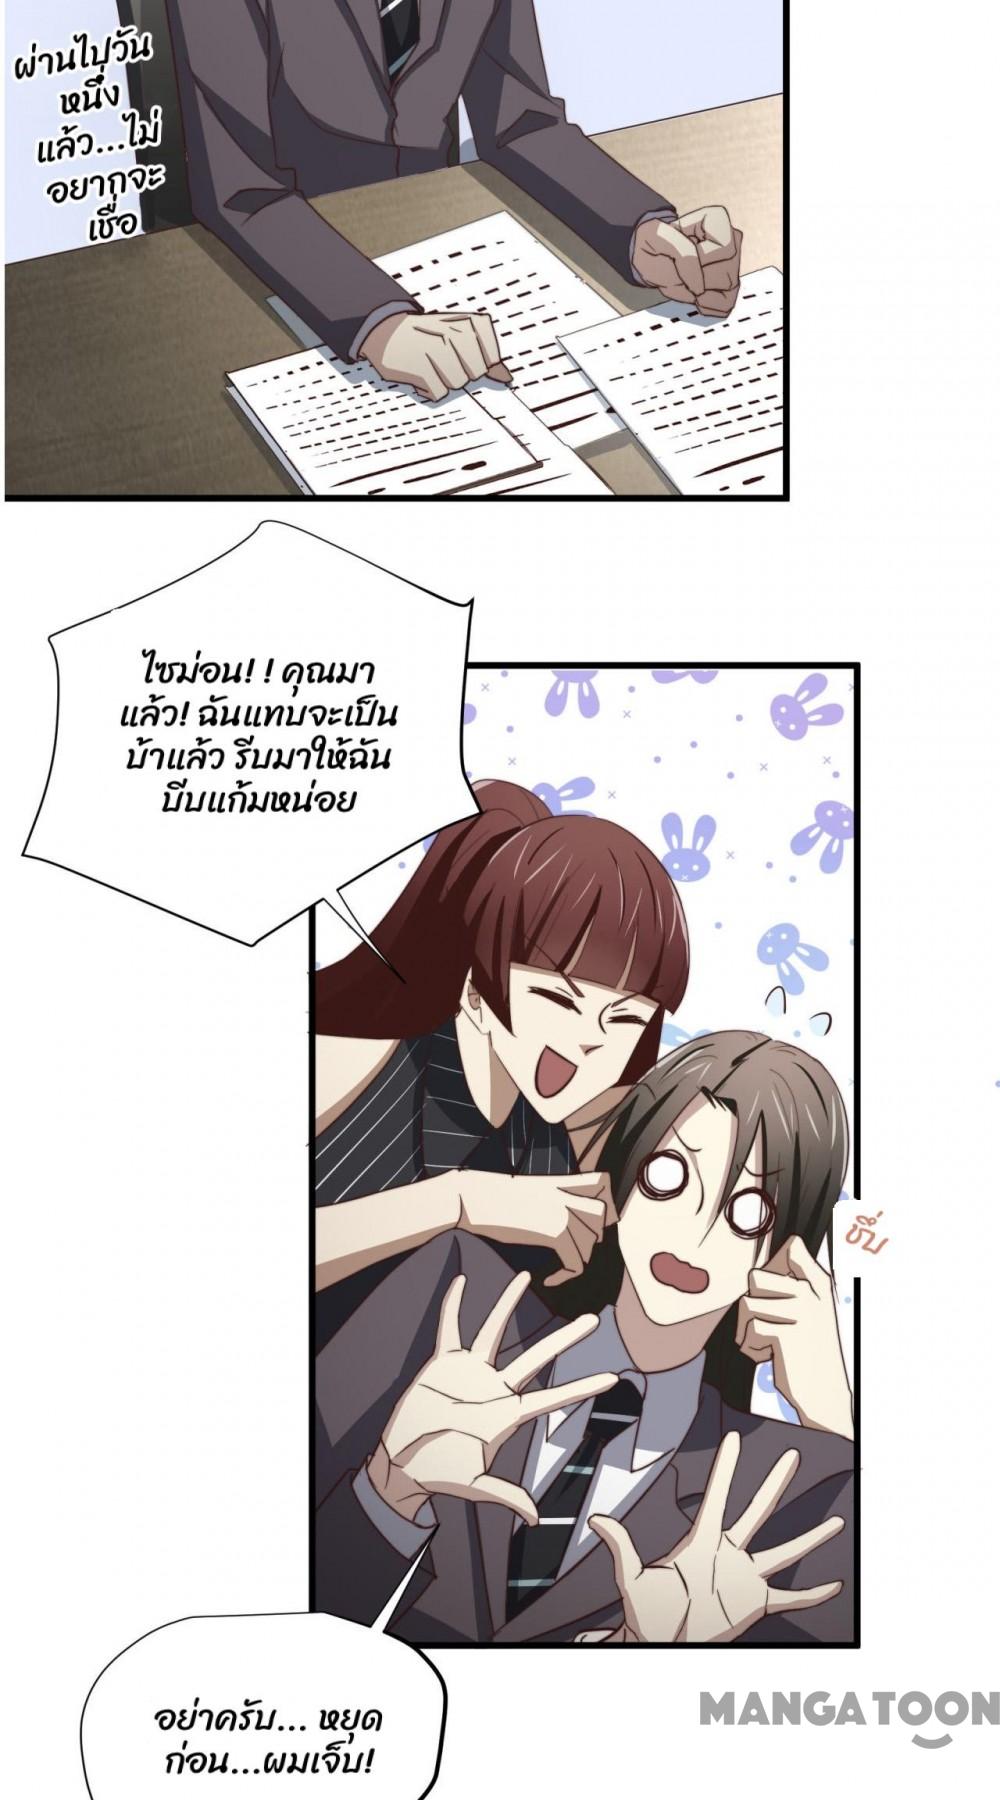 ผ่านไปวัน
หนึ่ง
แล้ว...ไม่
อยากจะ
เชื่อ
ไซม่อน! ! คุณมา
แล้ว! ฉันแทบจะเป็น
บ้าแล้ว รีบมาให้ฉัน
บีบแก้มหน่อย
ซึ่บ
อย่าครับ... หยุด
ก่อน...ผมเจ็บ!
MANGATOON